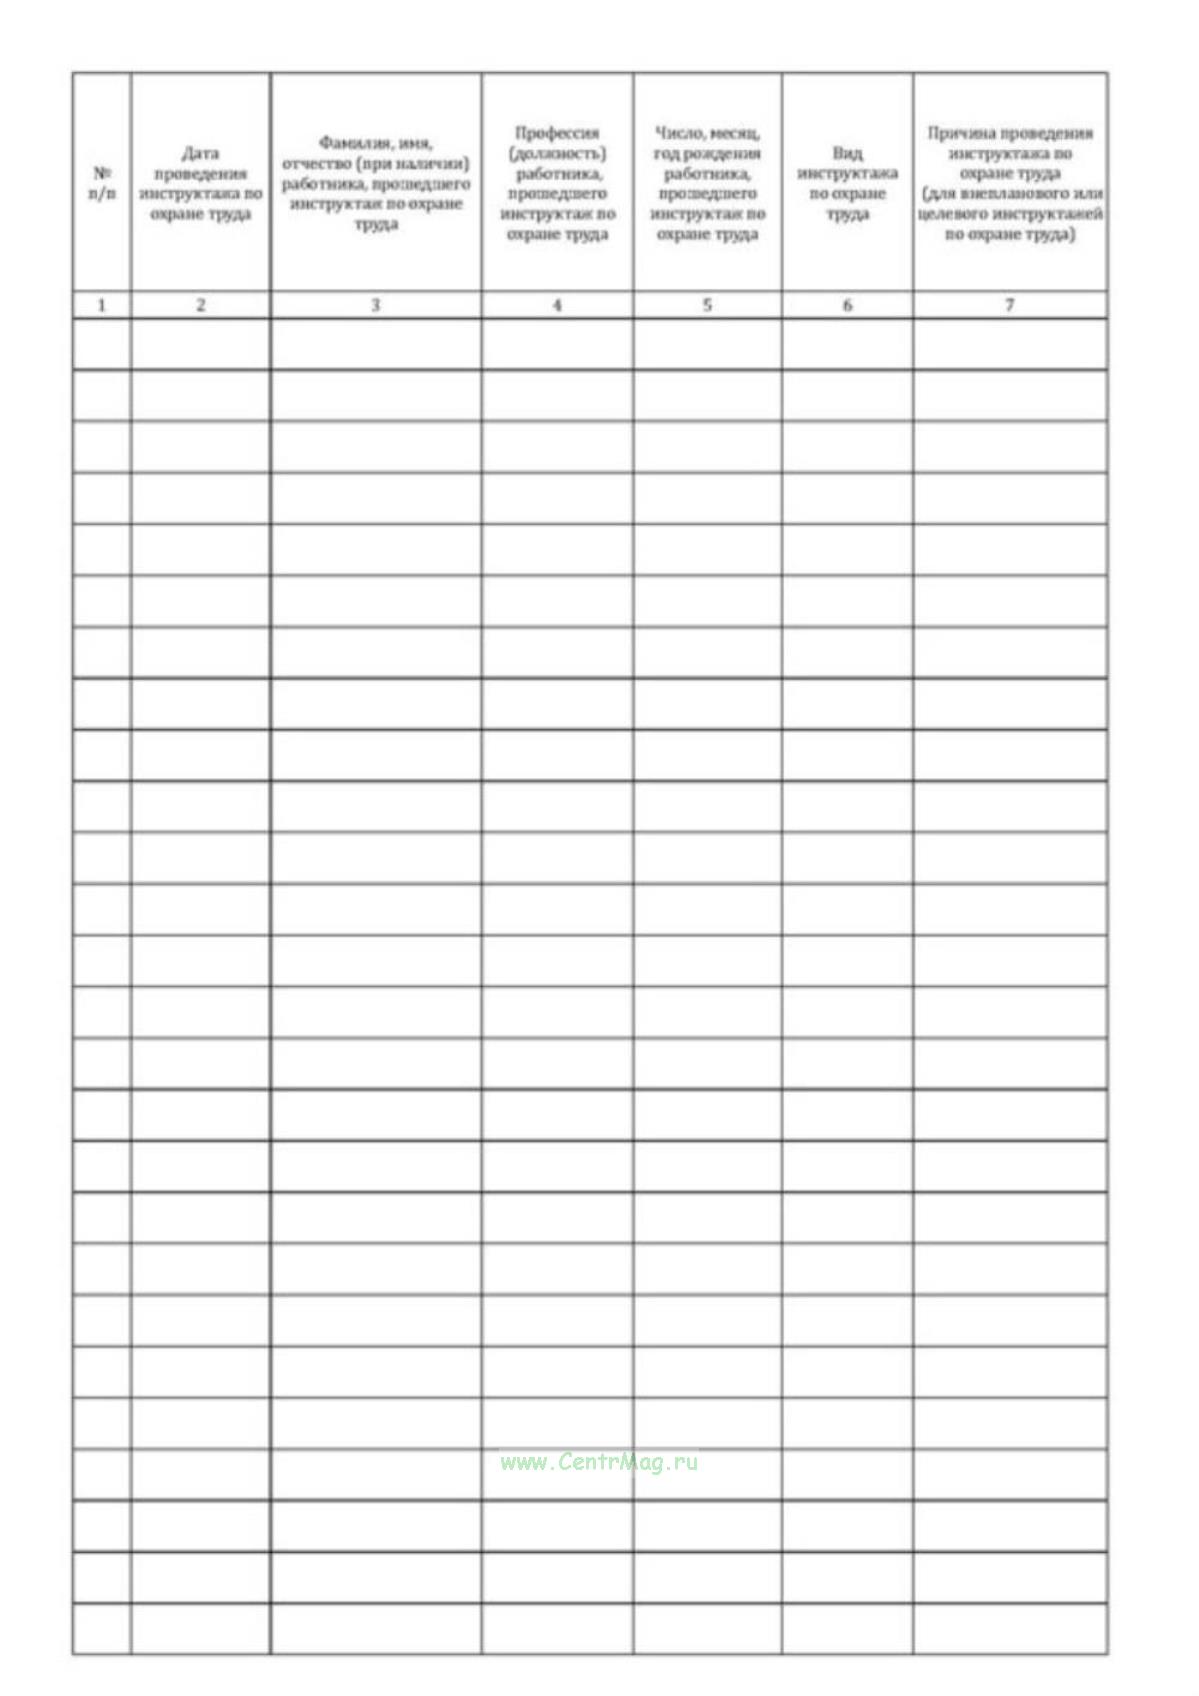 №
п/п
Дата
проведения
инструктажа по
охране труда
Фамилия, имя,
отчество (при наличии)
работника, прошедшего
инструктаж по охране
труда
Профессия
(должность)
работника,
прошедшего
инструктаж по
охране труда
Число, месяц,
год рождения
работника,
прошедшего
инструктаж по
охране труда
Вид
инструктажа
по охране
труда
Причина проведения
инструктажа по
охране труда
(для внепланового или
целевого инструктажей
по охране труда)
1 2 3 4 5 6 7
www.CentrMag.ru